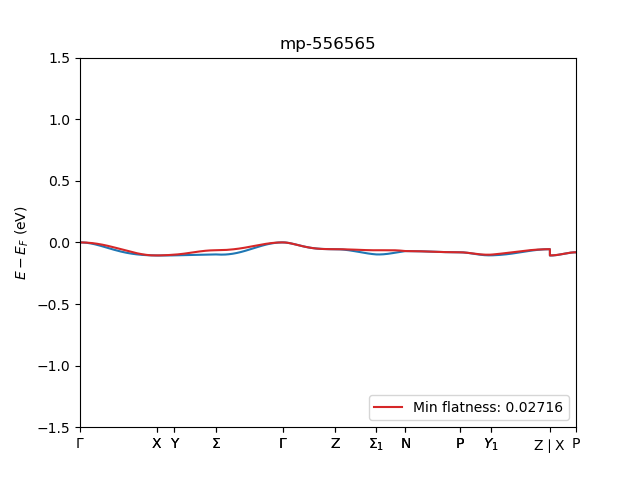 mp-556565
E − E_F (eV)
1.5
1.0
0.5
0.0
−0.5
−1.0
−1.5
Min flatness: 0.02716
Γ X Y Σ Γ Z Σ₁ N P Y₁ Z | X P